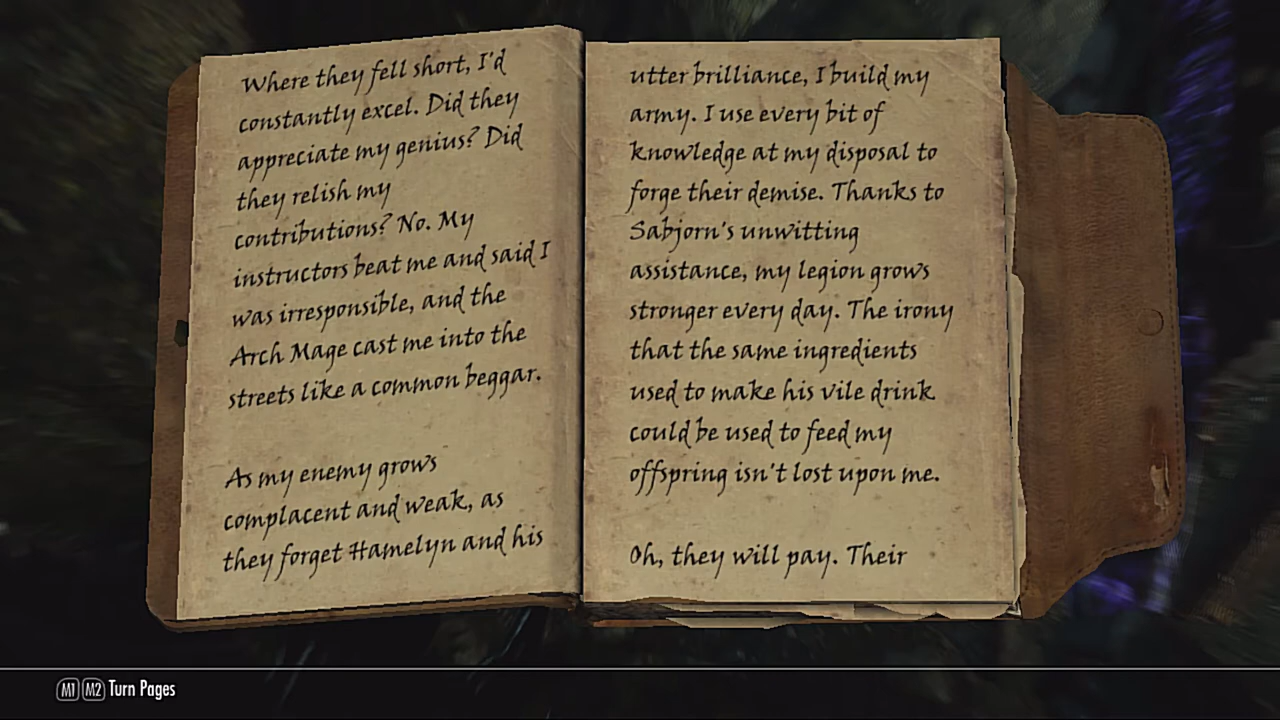 Where they fell short, I'd
constantly excel. Did they
appreciate my genius? Did
they relish my
contributions? No. My
instructors beat me and said I
was irresponsible, and the
Arch Mage cast me into the
streets like a common beggar.
As my enemy grows
complacent and weak, as
they forget Hamelyn and his
utter brilliance, I build my
army. I use every bit of
knowledge at my disposal to
forge their demise. Thanks to
Sabjorn's unwitting
assistance, my legion grows
stronger every day. The irony
that the same ingredients
used to make his vile drink
could be used to feed my
offspring isn't lost upon me.
Oh, they will pay. Their
M1 M2 Turn Pages